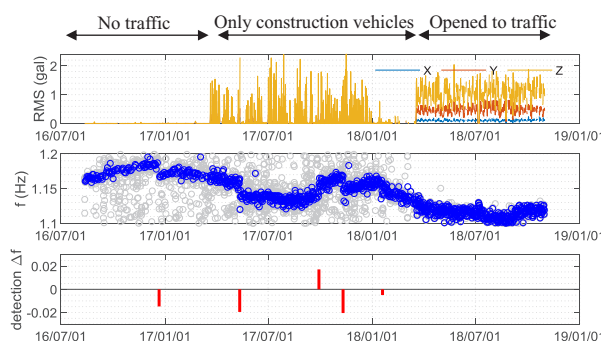 No traffic Only construction vehicles Opened to traffic
RMS (gal)
2
1
0
X Y Z
16/07/01 17/01/01 17/07/01 18/01/01 18/07/01 19/01/01
f (Hz)
1.2
1.15
1.1
16/07/01 17/01/01 17/07/01 18/01/01 18/07/01 19/01/01
detection Δf
0.02
0
-0.02
16/07/01 17/01/01 17/07/01 18/01/01 18/07/01 19/01/01